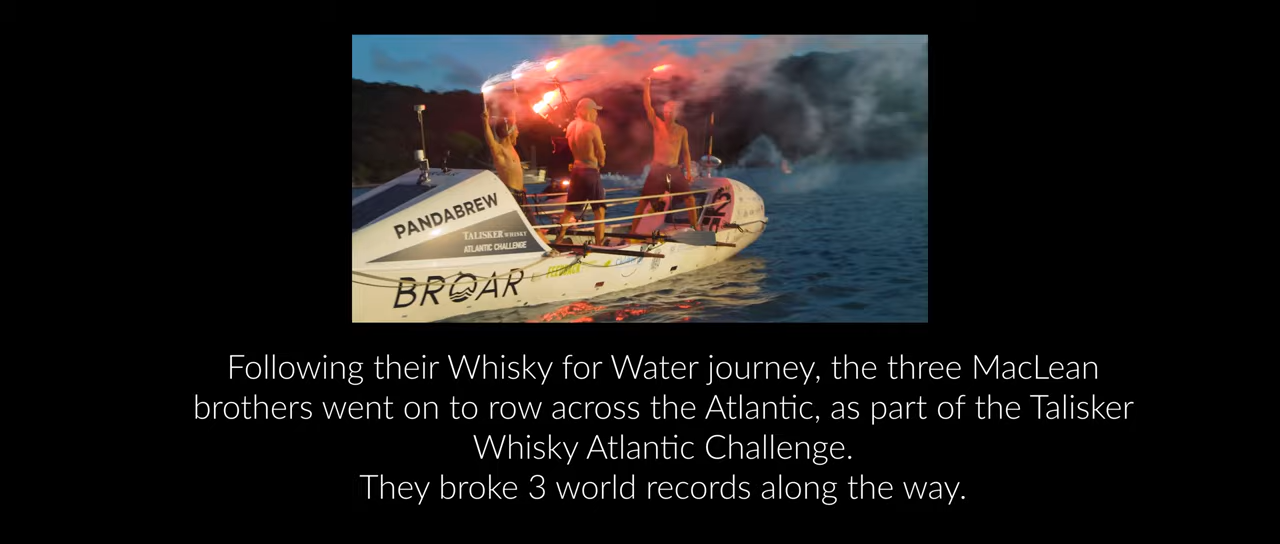 PANDABREW
TALISKER WHISKY
ATLANTIC CHALLENGE
BROAR
Following their Whisky for Water journey, the three MacLean
brothers went on to row across the Atlantic, as part of the Talisker
Whisky Atlantic Challenge.
They broke 3 world records along the way.